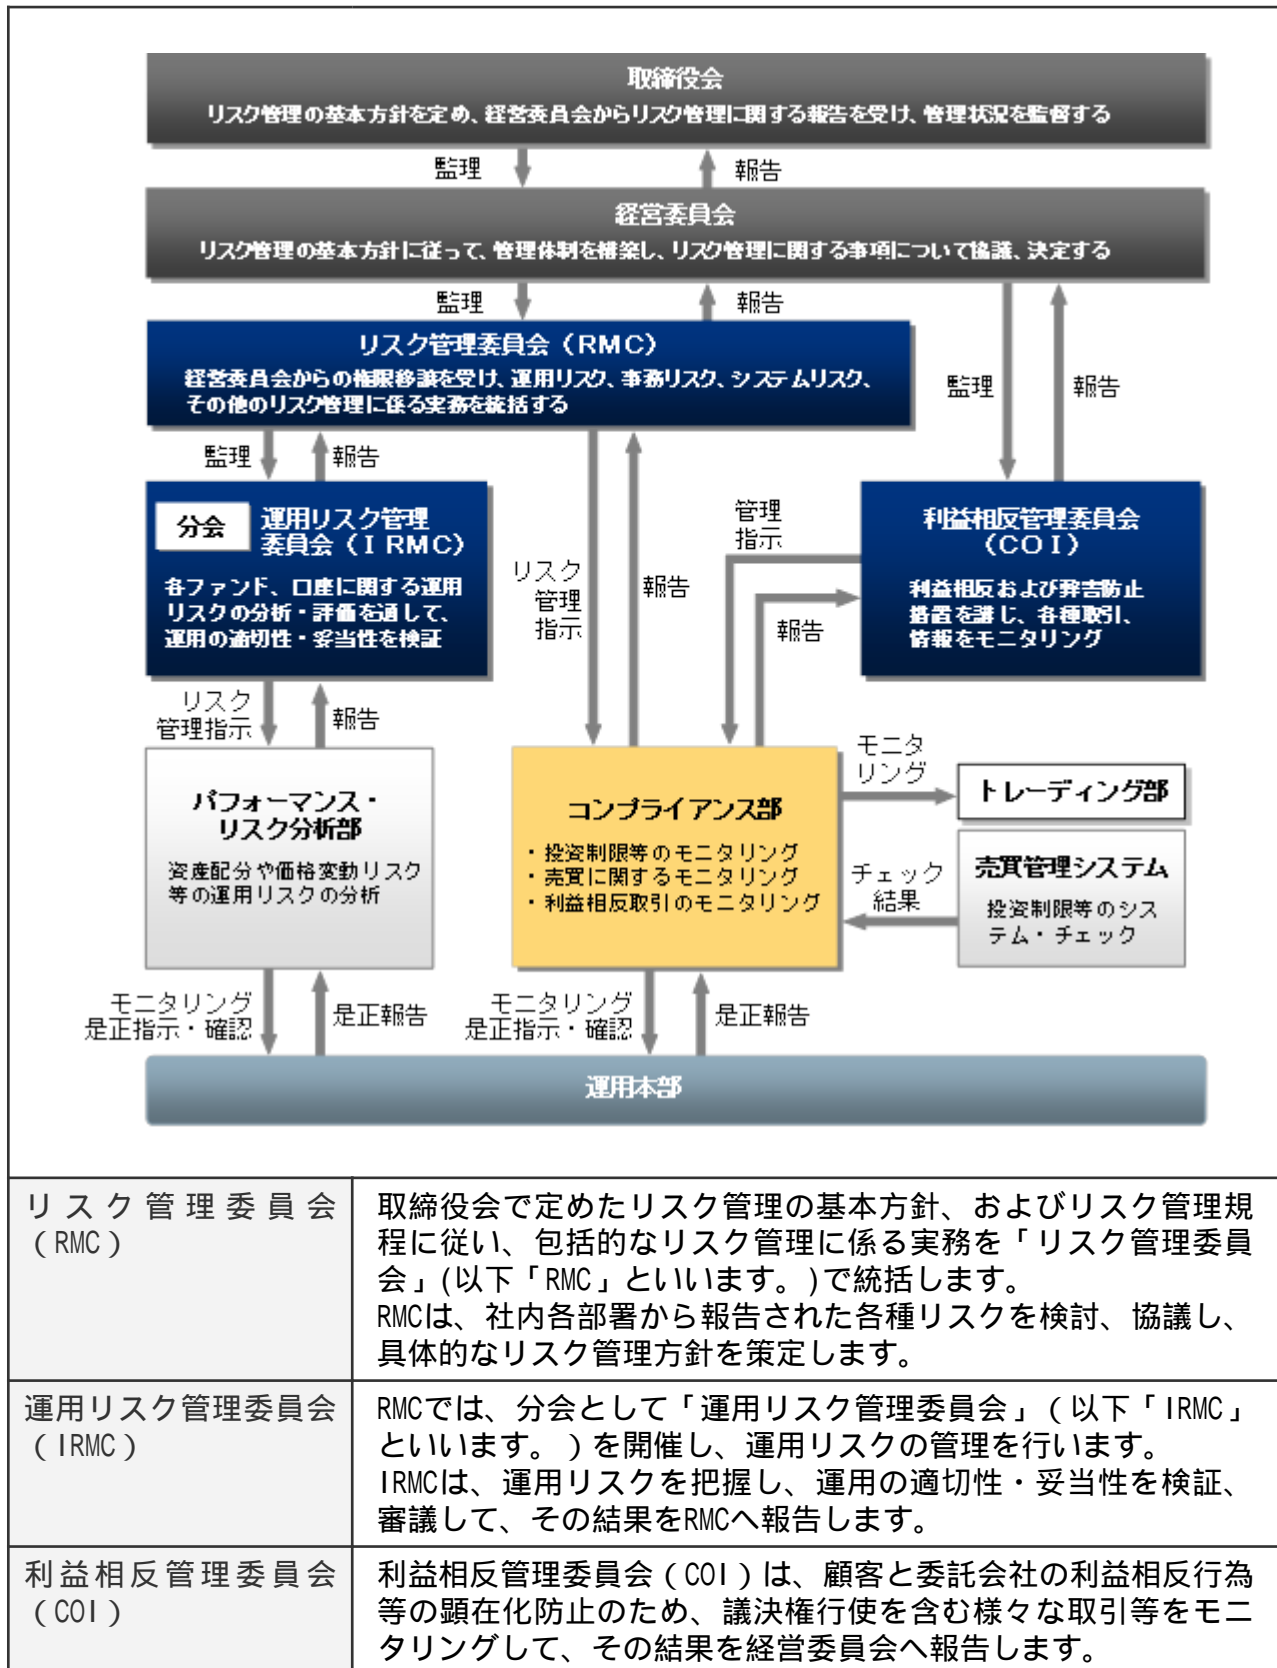 取締役会
リスク管理の基本方針を定め、経営委員会からリスク管理に関する報告を受け、管理状況を監督する
監理
報告
経営委員会
リスク管理の基本方針に従って、管理体制を構築し、リスク管理に関する事項について協議、決定する
監理
報告
リスク管理委員会（RMC）
経営委員会からの権限移譲を受け、運用リスク、事務リスク、システムリスク、
その他のリスク管理に係る実務を統括する
監理
報告
監理
報告
分会
運用リスク管理
委員会（IRMC）
各ファンド、口座に関する運用
リスクの分析・評価を通して、
運用の適切性・妥当性を検証
リスク
管理
指示
報告
管理
指示
報告
利益相反管理委員会
（COI）
利益相反および弊害防止
措置を講じ、各種取引、
情報をモニタリング
リスク
管理指示
報告
パフォーマンス・
リスク分析部
資産配分や価格変動リスク
等の運用リスクの分析
コンプライアンス部
・投資制限等のモニタリング
・売買に関するモニタリング
・利益相反取引のモニタリング
モニタ
リング
トレーディング部
チェック
結果
売買管理システム
投資制限等のシス
テム・チェック
モニタリング
是正指示・確認
是正報告
モニタリング
是正指示・確認
是正報告
運用本部
リスク管理委員会
（RMC）
取締役会で定めたリスク管理の基本方針、およびリスク管理規
程に従い、包括的なリスク管理に係る実務を「リスク管理委員
会」(以下「RMC」といいます。)で統括します。
RMCは、社内各部署から報告された各種リスクを検討、協議し、
具体的なリスク管理方針を策定します。
運用リスク管理委員会
（IRMC）
RMCでは、分会として「運用リスク管理委員会」（以下「IRMC」
といいます。）を開催し、運用リスクの管理を行います。
IRMCは、運用リスクを把握し、運用の適切性・妥当性を検証、
審議して、その結果をRMCへ報告します。
利益相反管理委員会
（COI）
利益相反管理委員会（COI）は、顧客と委託会社の利益相反行為
等の顕在化防止のため、議決権行使を含む様々な取引等をモニ
タリングして、その結果を経営委員会へ報告します。